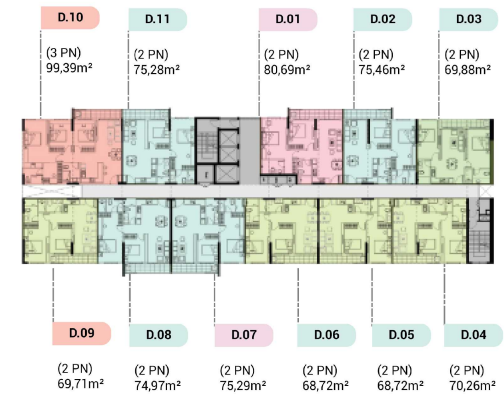 D.10 D.11 D.01 D.02 D.03
(3 PN) (2 PN) (2 PN) (2 PN) (2 PN)
99,39m² 75,28m² 80,69m² 75,46m² 69,88m²
D.09 D.08 D.07 D.06 D.05 D.04
(2 PN) (2 PN) (2 PN) (2 PN) (2 PN) (2 PN)
69,71m² 74,97m² 75,29m² 68,72m² 68,72m² 70,26m²